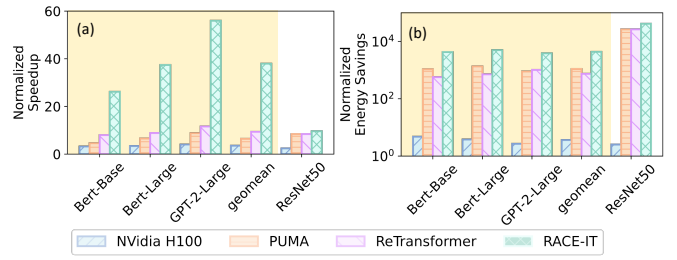 (a)
Normalized
Speedup
60
40
20
0
Bert-Base
Bert-Large
GPT-2-Large
geomean
ResNet50
(b)
Normalized
Energy Savings
10^4
10^2
10^0
Bert-Base
Bert-Large
GPT-2-Large
geomean
ResNet50
NVidia H100 PUMA ReTransformer RACE-IT